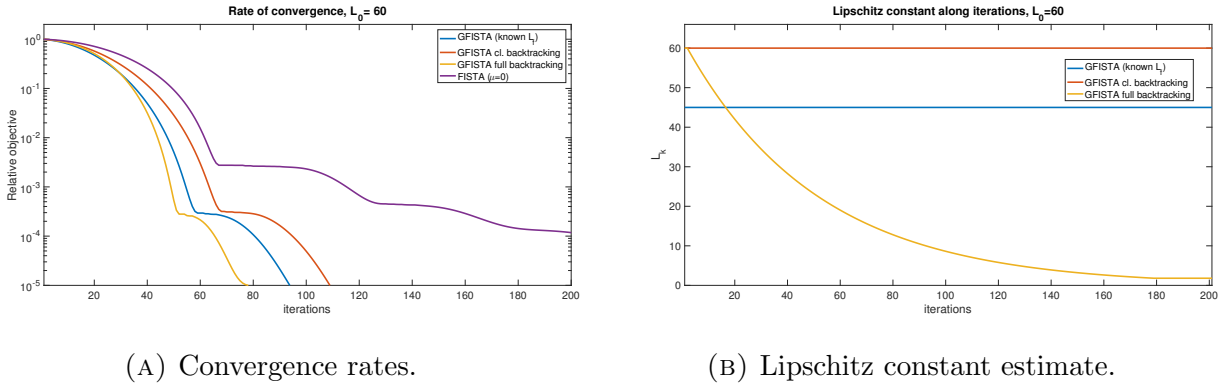 Rate of convergence, L_0= 60
10^0
10^-1
10^-2
10^-3
10^-4
10^-5
Relative objective
GFISTA (known L_f)
GFISTA cl. backtracking
GFISTA full backtracking
FISTA (μ=0)
20 40 60 80 100 120 140 160 180 200
iterations
(A) Convergence rates.
Lipschitz constant along iterations, L_0=60
60
50
40
30
20
10
0
L_k
GFISTA (known L_f)
GFISTA cl. backtracking
GFISTA full backtracking
20 40 60 80 100 120 140 160 180 200
iterations
(B) Lipschitz constant estimate.